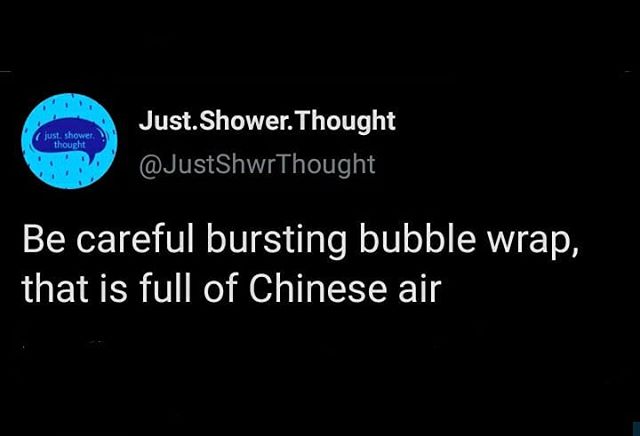 just. shower.
thought
Just.Shower.Thought
@JustShwrThought
Be careful bursting bubble wrap,
that is full of Chinese air